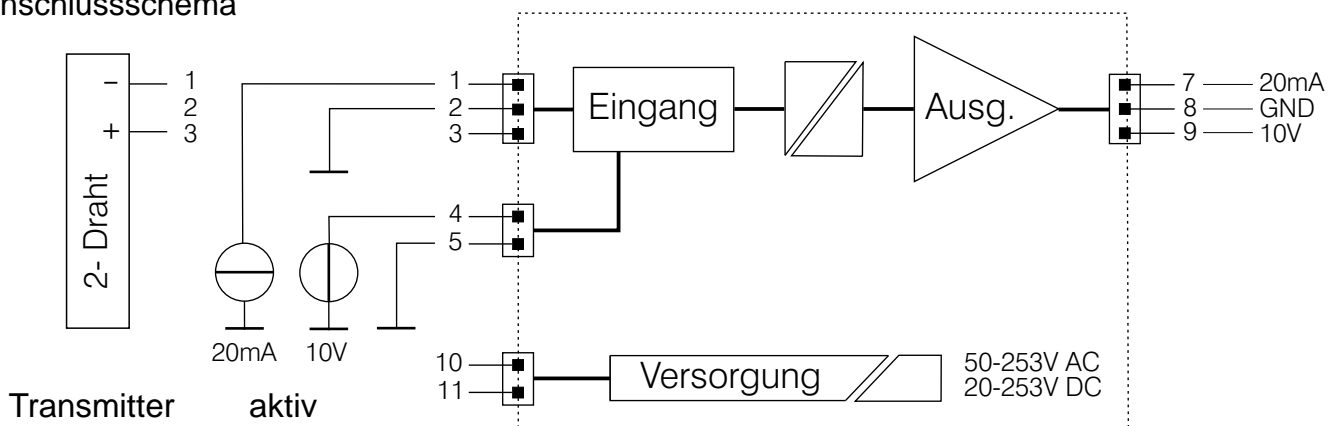 nschlussschema
− 1
2
+ 3
2- Draht
1
2
3
4
5
Eingang
Ausg.
7 20mA
8 GND
9 10V
20mA 10V
10
11
Versorgung
50-253V AC
20-253V DC
Transmitter aktiv